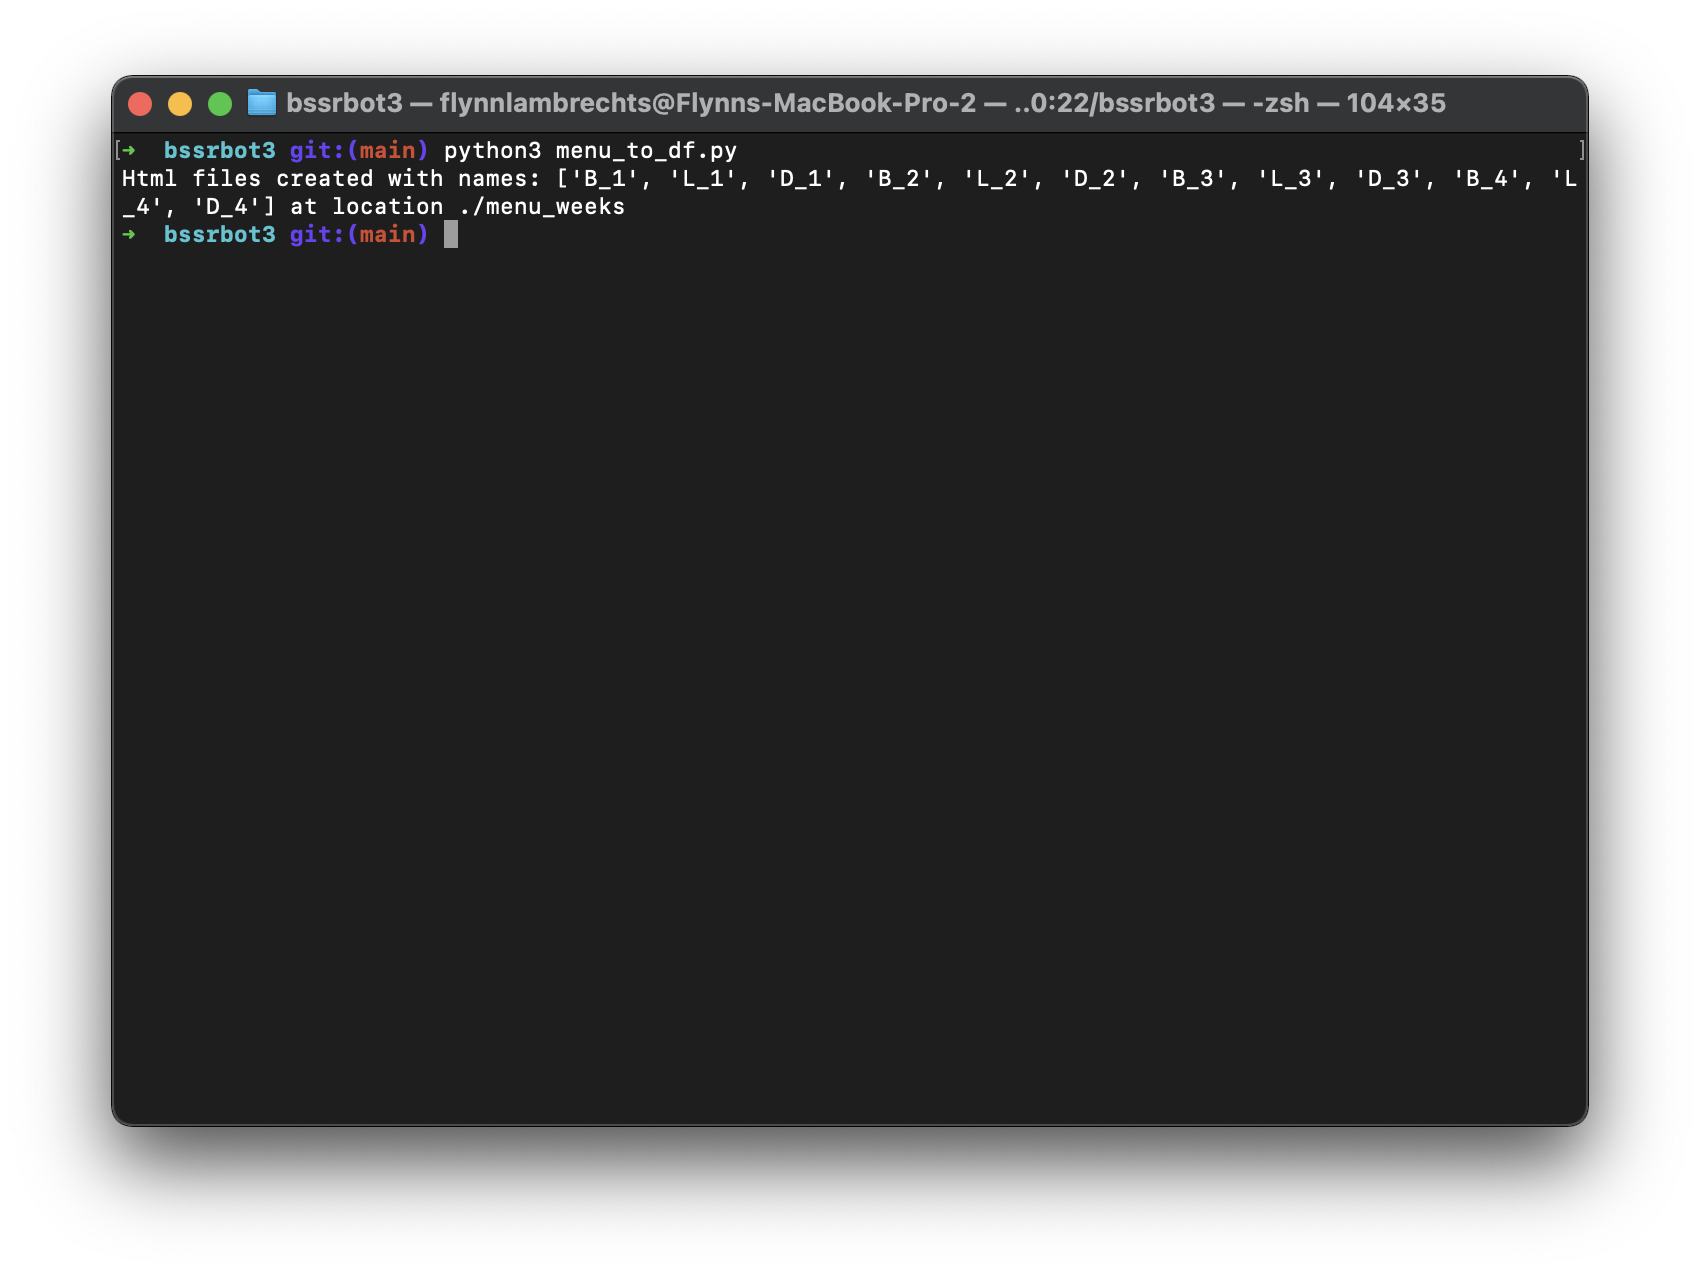 bssrbot3 — flynnlambrechts@Flynns-MacBook-Pro-2 — ..0:22/bssrbot3 — -zsh — 104×35
[➜  bssrbot3 git:(main) python3 menu_to_df.py ]
Html files created with names: ['B_1', 'L_1', 'D_1', 'B_2', 'L_2', 'D_2', 'B_3', 'L_3', 'D_3', 'B_4', 'L
_4', 'D_4'] at location ./menu_weeks
➜  bssrbot3 git:(main)